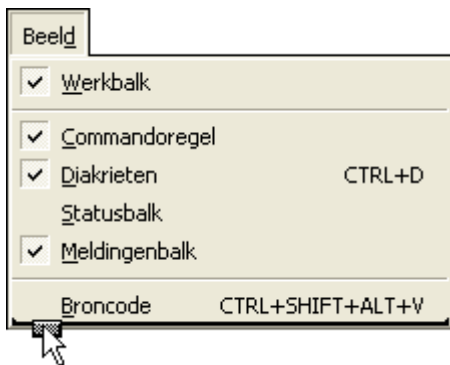 Beeld
Werkbalk
Commandoregel
Diakrieten CTRL+D
Statusbalk
Meldingenbalk
Broncode CTRL+SHIFT+ALT+V